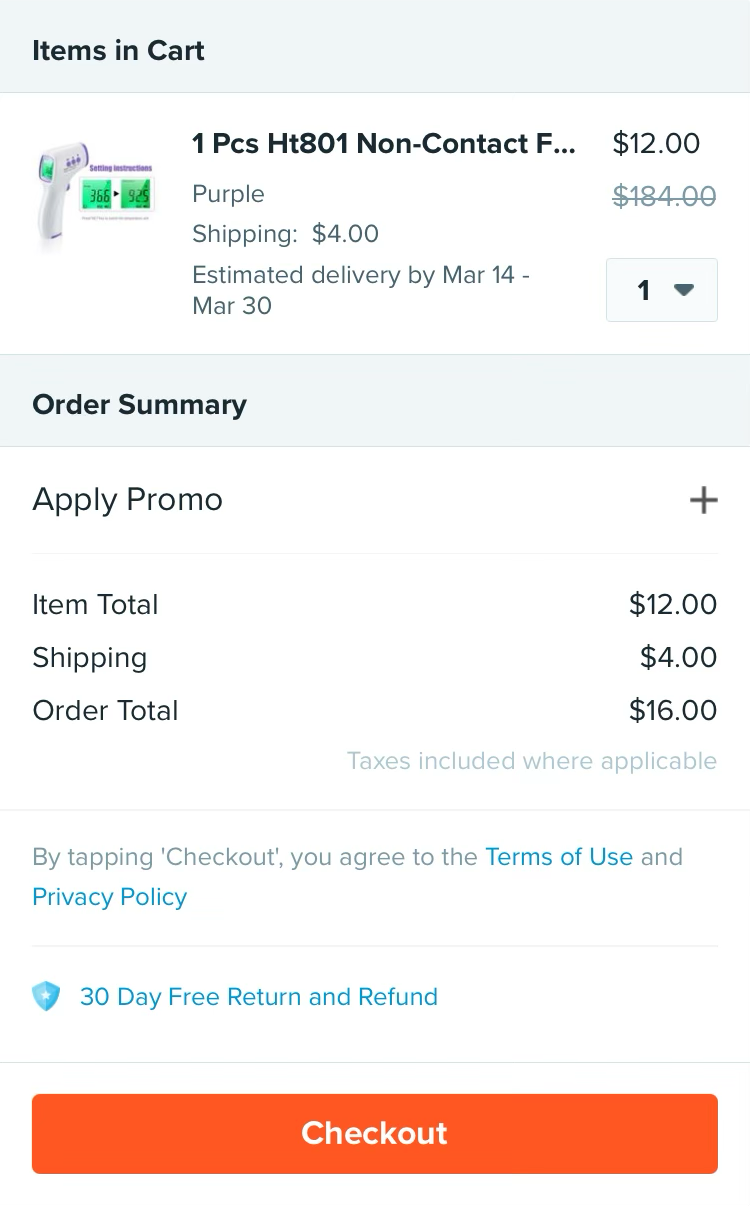 Items in Cart
1 Pcs Ht801 Non-Contact F... $12.00
Purple $184.00
Shipping: $4.00
Estimated delivery by Mar 14 -
Mar 30
1
Setting instructions
36.6 92.5
Order Summary
Apply Promo +
Item Total $12.00
Shipping $4.00
Order Total $16.00
Taxes included where applicable
By tapping 'Checkout', you agree to the Terms of Use and
Privacy Policy
30 Day Free Return and Refund
Checkout